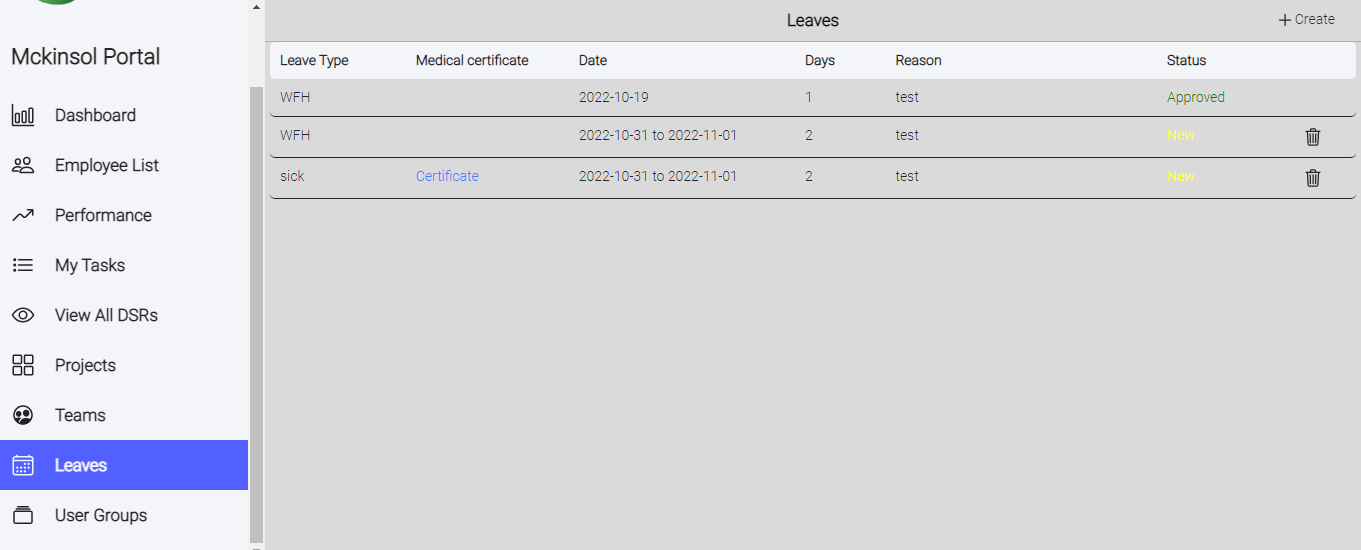 Mckinsol Portal
Dashboard
Employee List
Performance
My Tasks
View All DSRs
Projects
Teams
Leaves
User Groups
Leaves
Create
Leave Type Medical certificate Date Days Reason Status
WFH 2022-10-19 1 test Approved
WFH 2022-10-31 to 2022-11-01 2 test New
sick Certificate 2022-10-31 to 2022-11-01 2 test New